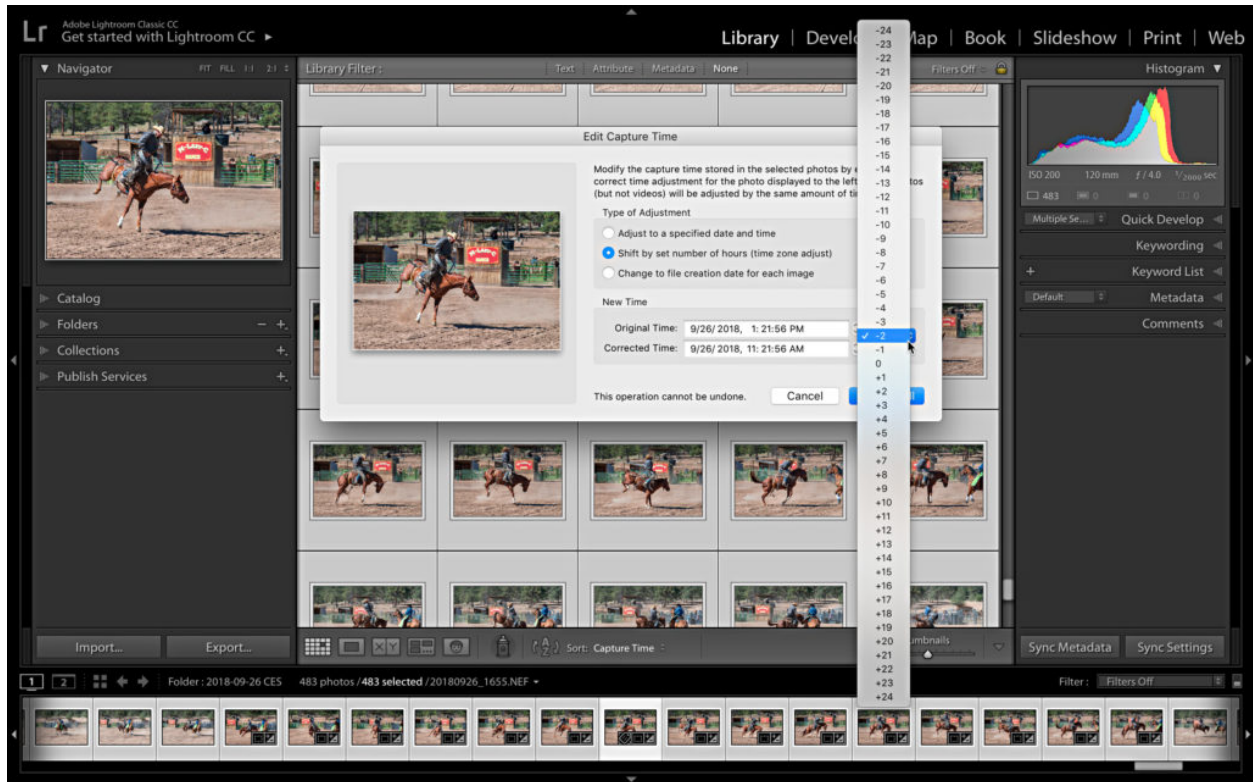 Lr
Adobe Lightroom Classic CC
Get started with Lightroom CC
Library | Develo | ap | Book | Slideshow | Print | Web
Navigator
FIT FILL 1:1 2:1
Catalog
Folders
Collections
Publish Services
Import...
Export...
Library Filter :
Text Attribute Metadata None
Filters Off
Edit Capture Time
Modify the capture time stored in the selected photos by e
correct time adjustment for the photo displayed to the left
tos
(but not videos) will be adjusted by the same amount of ti
Type of Adjustment
Adjust to a specified date and time
Shift by set number of hours (time zone adjust)
Change to file creation date for each image
New Time
Original Time: 9/26/ 2018, 1: 21:56 PM
Corrected Time: 9/26/ 2018, 11: 21:56 AM
This operation cannot be undone.
Cancel
-24
-23
-22
-21
-20
-19
-18
-17
-16
-15
-14
-13
-12
-11
-10
-9
-8
-7
-6
-5
-4
-3
✓ -2
-1
0
+1
+2
+3
+4
+5
+6
+7
+8
+9
+10
+11
+12
+13
+14
+15
+16
+17
+18
+19
+20
+21
+22
+23
+24
Histogram
ISO 200 120 mm f / 4.0 1/2000 sec
483 0 0 0
Multiple Se... Quick Develop
Keywording
+ Keyword List
Default Metadata
Comments
Sort: Capture Time
umbnails
Sync Metadata
Sync Settings
1 2
Folder : 2018-09-26 CES
483 photos / 483 selected / 20180926_1655.NEF
Filter : Filters Off